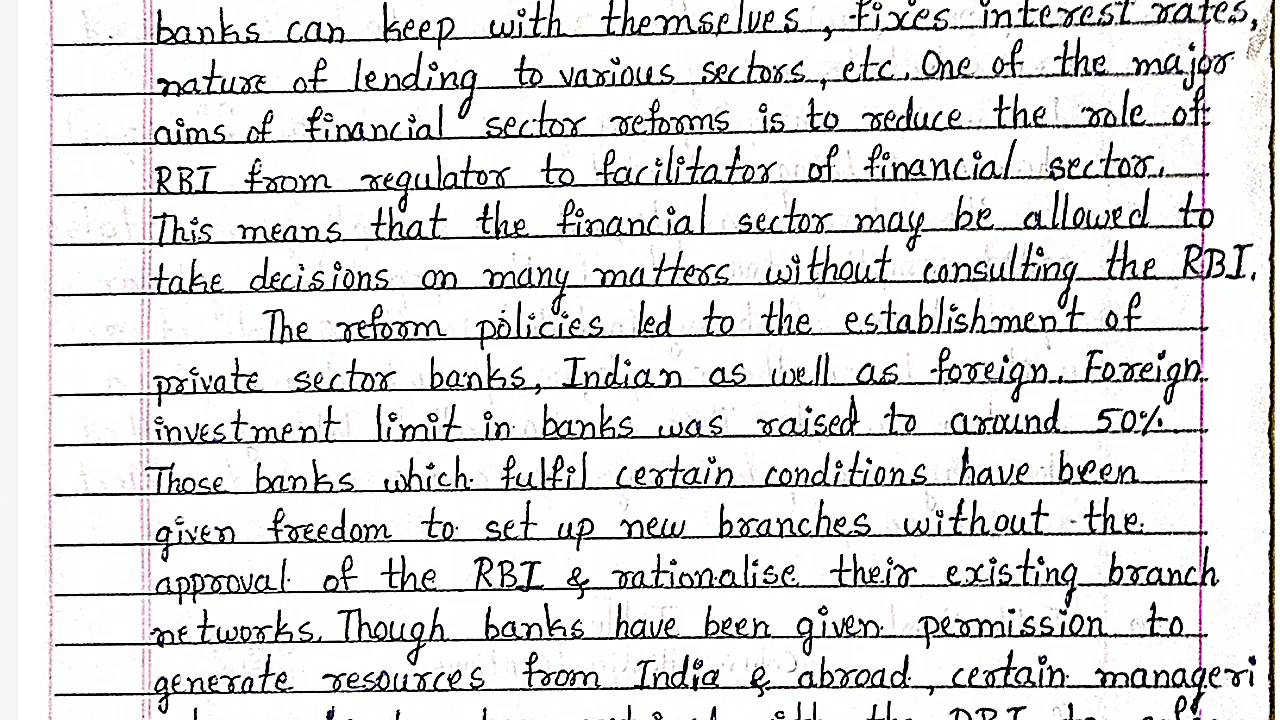 banks can keep with themselves, fixes interest rates,
nature of lending to various sectors, etc. One of the major
aims of financial sector reforms is to reduce the role of
RBI from regulator to facilitator of financial sector.
This means that the financial sector may be allowed to
take decisions on many matters without consulting the RBI.
The reform policies led to the establishment of
private sector banks, Indian as well as foreign. Foreign
investment limit in banks was raised to around 50%.
Those banks which fulfil certain conditions have been
given freedom to set up new branches without the
approval of the RBI & rationalise their existing branch
networks. Though banks have been given permission to
generate resources from India & abroad, certain manageri